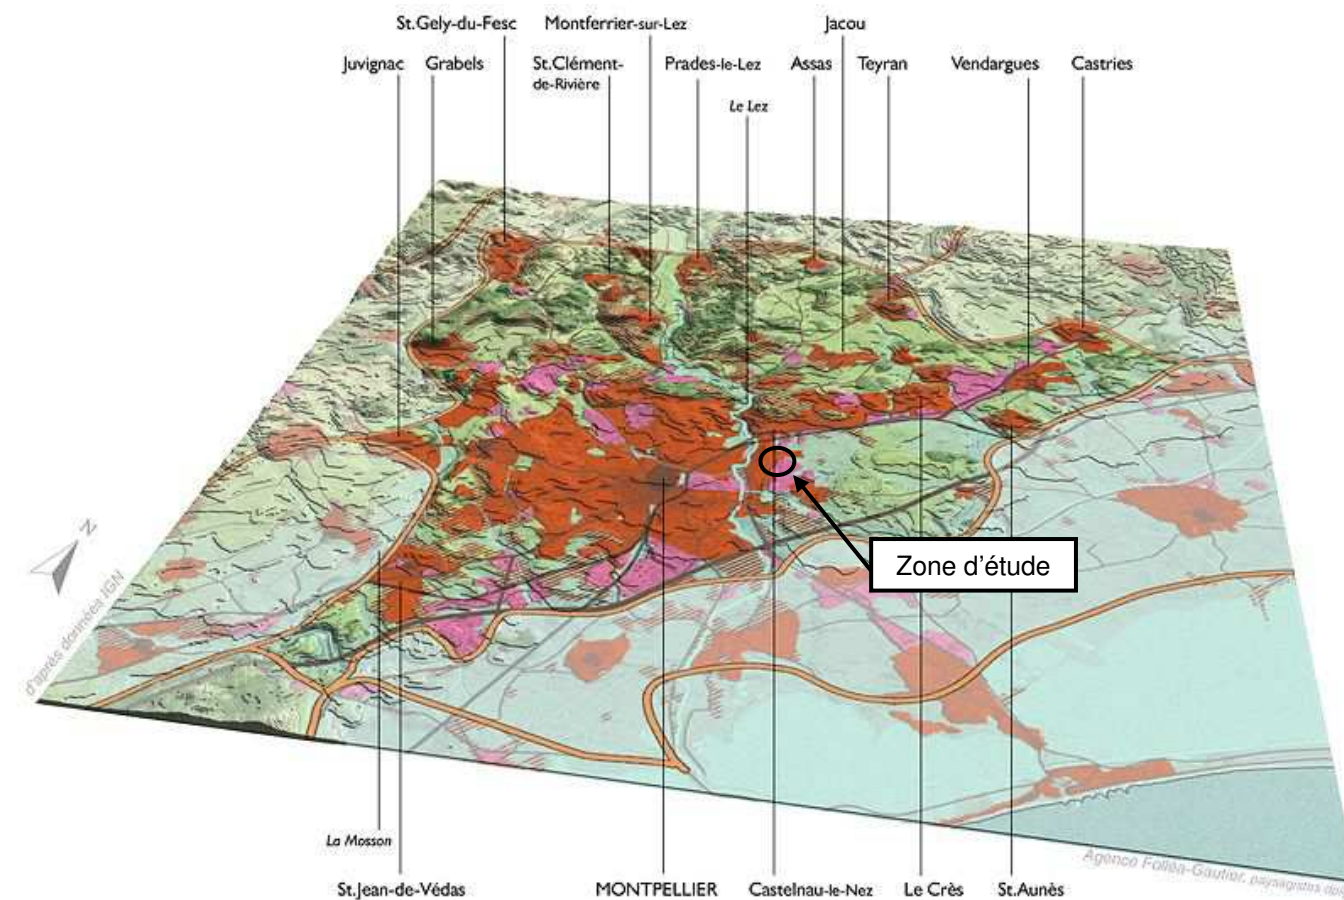 St.Gely-du-Fesc Montferrier-sur-Lez Jacou
Juvignac Grabels St.Clément- Prades-le-Lez Assas Teyran Vendargues Castries
de-Rivière
Le Lez
N
Zone d'étude
d'après donnéea IGN
La Mosson
Agence Folléa-Gautier, paysagistes
St.Jean-de-Védas MONTPELLIER Castelnau-le-Nez Le Crès St.Aunès